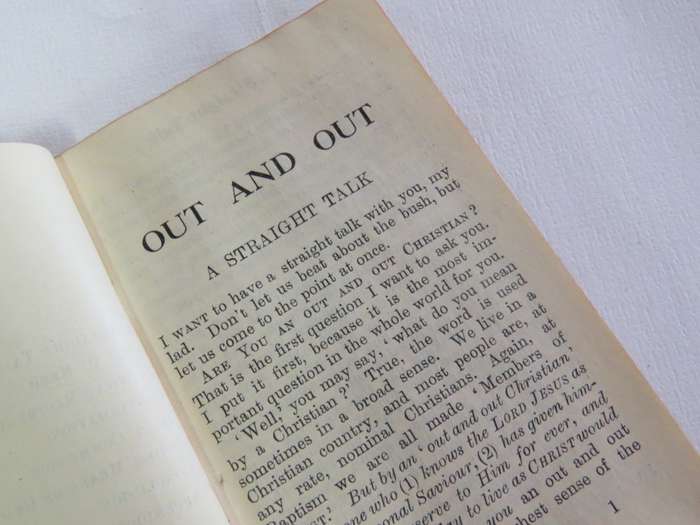 OUT AND OUT
A STRAIGHT TALK
I WANT to have a straight talk with you, my
lad. Don't let us beat about the bush, but
let us come to the point at once.
ARE YOU AN OUT AND OUT CHRISTIAN?
That is the first question I want to ask you.
I put it first, because it is the most im-
portant question in the whole world for you.
'Well,' you may say, 'what do you mean
by a Christian?' True, the word is used
sometimes in a broad sense. We live in a
Christian country, and most people are, at
any rate, nominal Christians. Again, at
Baptism we are all made 'Members of
But by an 'out and out Christian'
one who (1) knows the LORD JESUS as
Saviour, (2) has given him-
serve to Him for ever, and
to live as CHRIST would
you an out and out
highest sense of the
1